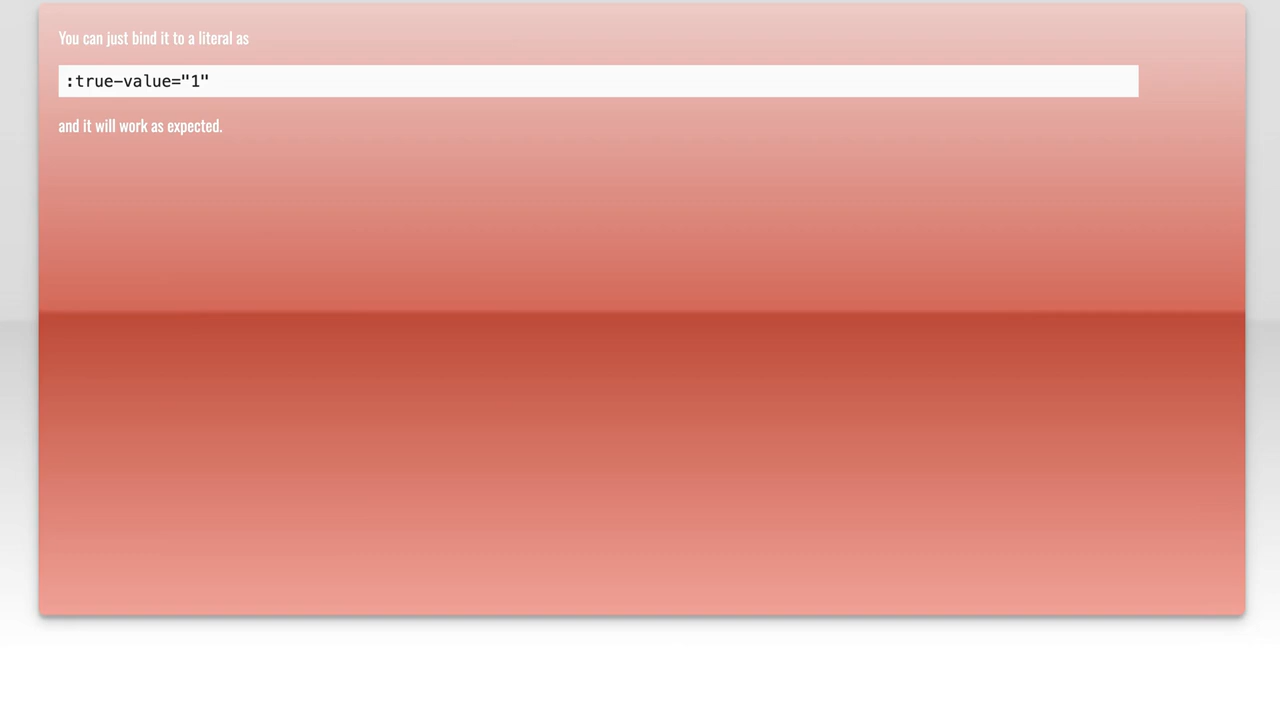 You can just bind it to a literal as
:true-value="1"
and it will work as expected.